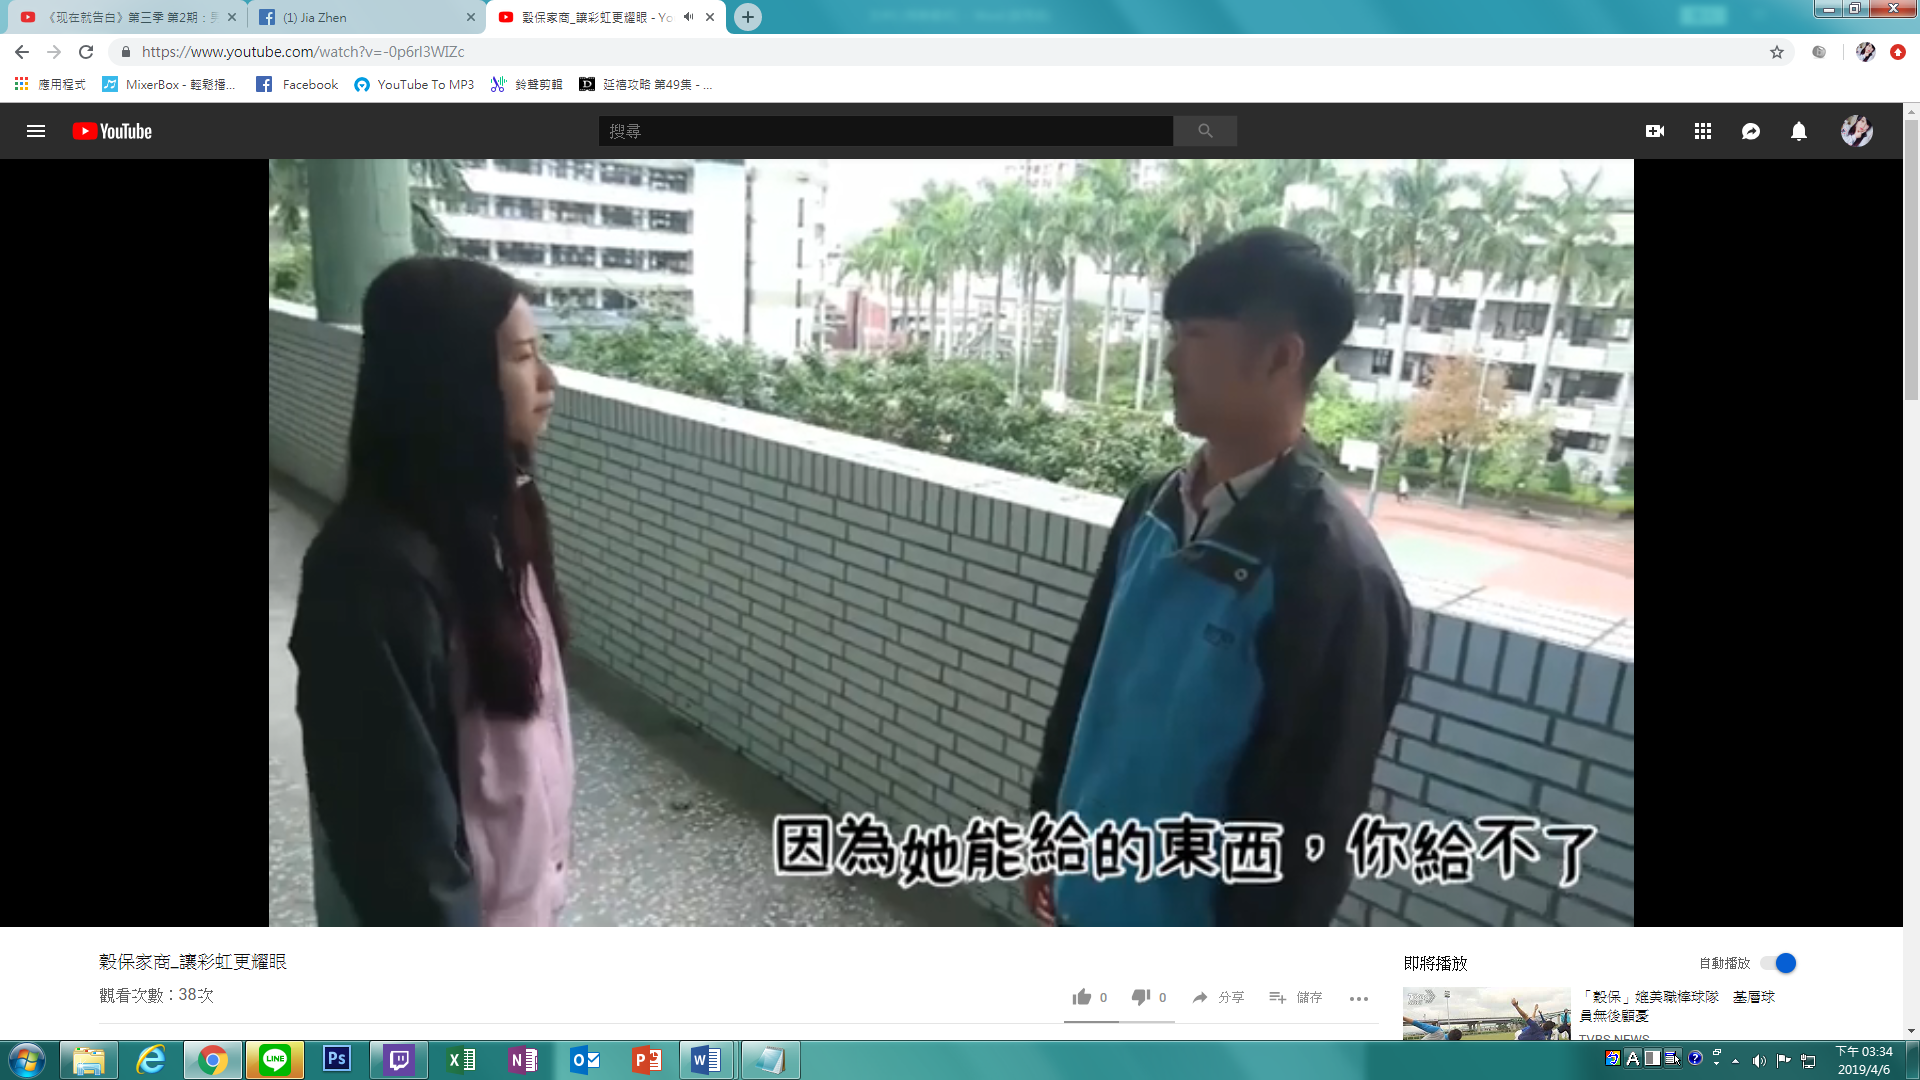 《现在就告白》第三季 第2期：
(1) Jia Zhen
穀保家商_讓彩虹更耀眼 - Yo
https://www.youtube.com/watch?v=-0p6rI3WIZc
應用程式
MixerBox - 輕鬆播...
Facebook
YouTube To MP3
鈴聲剪輯
延禧攻略 第49集 - ...
YouTube
搜尋
因為她能給的東西，你給不了
穀保家商_讓彩虹更耀眼
觀看次數：38次
0
0
分享
儲存
即將播放
自動播放
「穀保」媲美職棒球隊 基層球
員無後顧憂
TVBS NEWS
LINE
Ps
下午 03:34
2019/4/6